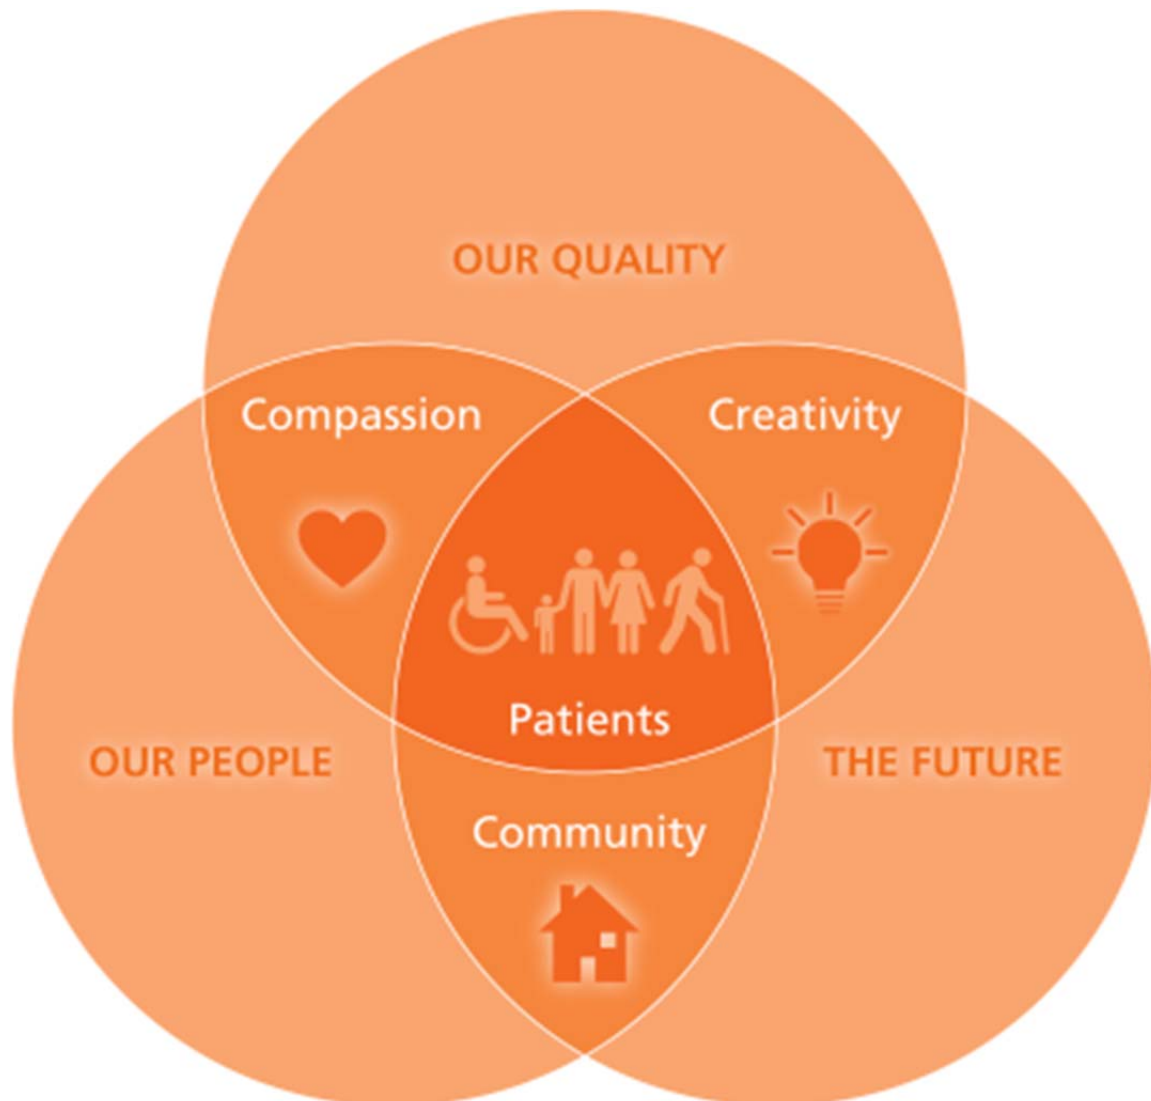 OUR QUALITY
Compassion
Creativity
Patients
OUR PEOPLE
THE FUTURE
Community